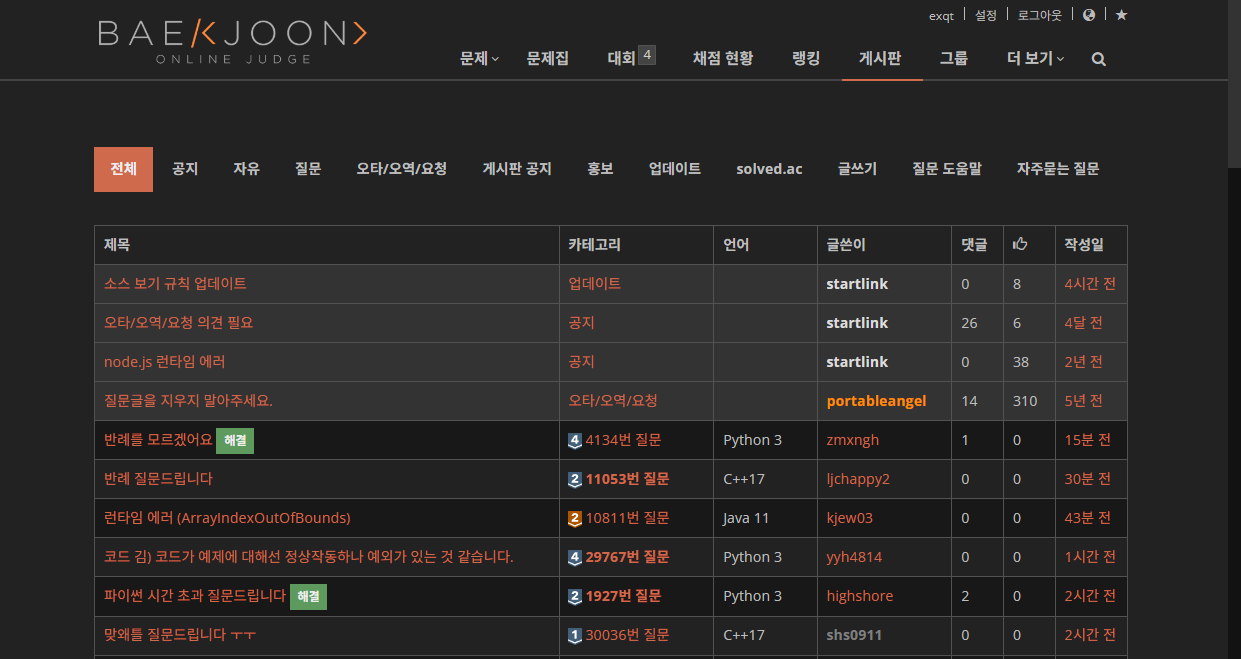 exqt 설정 로그아웃
BAE/<JOON>
ONLINE JUDGE
문제 문제집 대회 4 채점 현황 랭킹 게시판 그룹 더 보기
전체 공지 자유 질문 오타/오역/요청 게시판 공지 홍보 업데이트 solved.ac 글쓰기 질문 도움말 자주묻는 질문
제목 카테고리 언어 글쓴이 댓글 작성일
소스 보기 규칙 업데이트 업데이트 startlink 0 8 4시간 전
오타/오역/요청 의견 필요 공지 startlink 26 6 4달 전
node.js 런타임 에러 공지 startlink 0 38 2년 전
질문글을 지우지 말아주세요. 오타/오역/요청 portableangel 14 310 5년 전
반례를 모르겠어요 해결 4 4134번 질문 Python 3 zmxngh 1 0 15분 전
반례 질문드립니다 2 11053번 질문 C++17 ljchappy2 0 0 30분 전
런타임 에러 (ArrayIndexOutOfBounds) 2 10811번 질문 Java 11 kjew03 0 0 43분 전
코드 김) 코드가 예제에 대해선 정상작동하나 예외가 있는 것 같습니다. 4 29767번 질문 Python 3 yyh4814 0 0 1시간 전
파이썬 시간 초과 질문드립니다 해결 2 1927번 질문 Python 3 highshore 2 0 2시간 전
맞왜틀 질문드립니다 ㅜㅜ 1 30036번 질문 C++17 shs0911 0 0 2시간 전